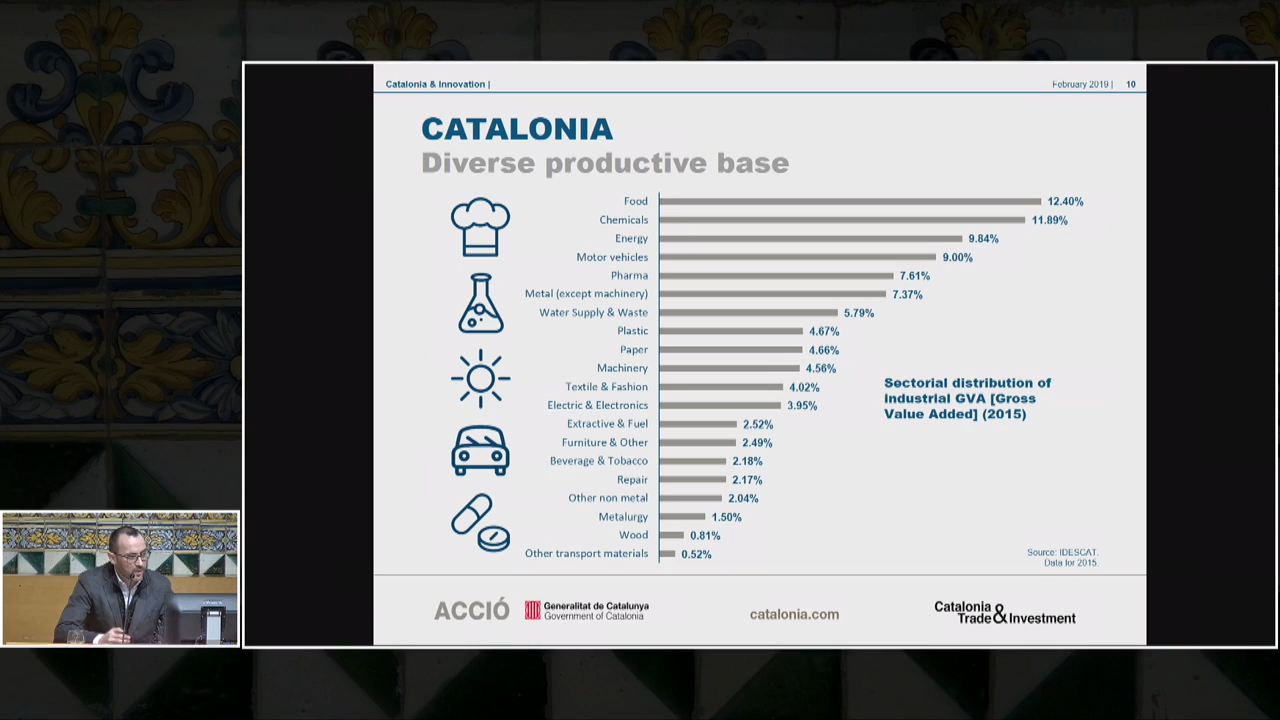 Catalonia & Innovation |
February 2019 | 10
CATALONIA
Diverse productive base
Food 12.40%
Chemicals 11.89%
Energy 9.84%
Motor vehicles 9.00%
Pharma 7.61%
Metal (except machinery) 7.37%
Water Supply & Waste 5.79%
Plastic 4.67%
Paper 4.66%
Machinery 4.56%
Textile & Fashion 4.02%
Electric & Electronics 3.95%
Extractive & Fuel 2.52%
Furniture & Other 2.49%
Beverage & Tobacco 2.18%
Repair 2.17%
Other non metal 2.04%
Metalurgy 1.50%
Wood 0.81%
Other transport materials 0.52%
Sectorial distribution of
Industrial GVA [Gross
Value Added] (2015)
Source: IDESCAT.
Data for 2015.
ACCIÓ
Generalitat de Catalunya
Government of Catalonia
catalonia.com
Catalonia
Trade & Investment